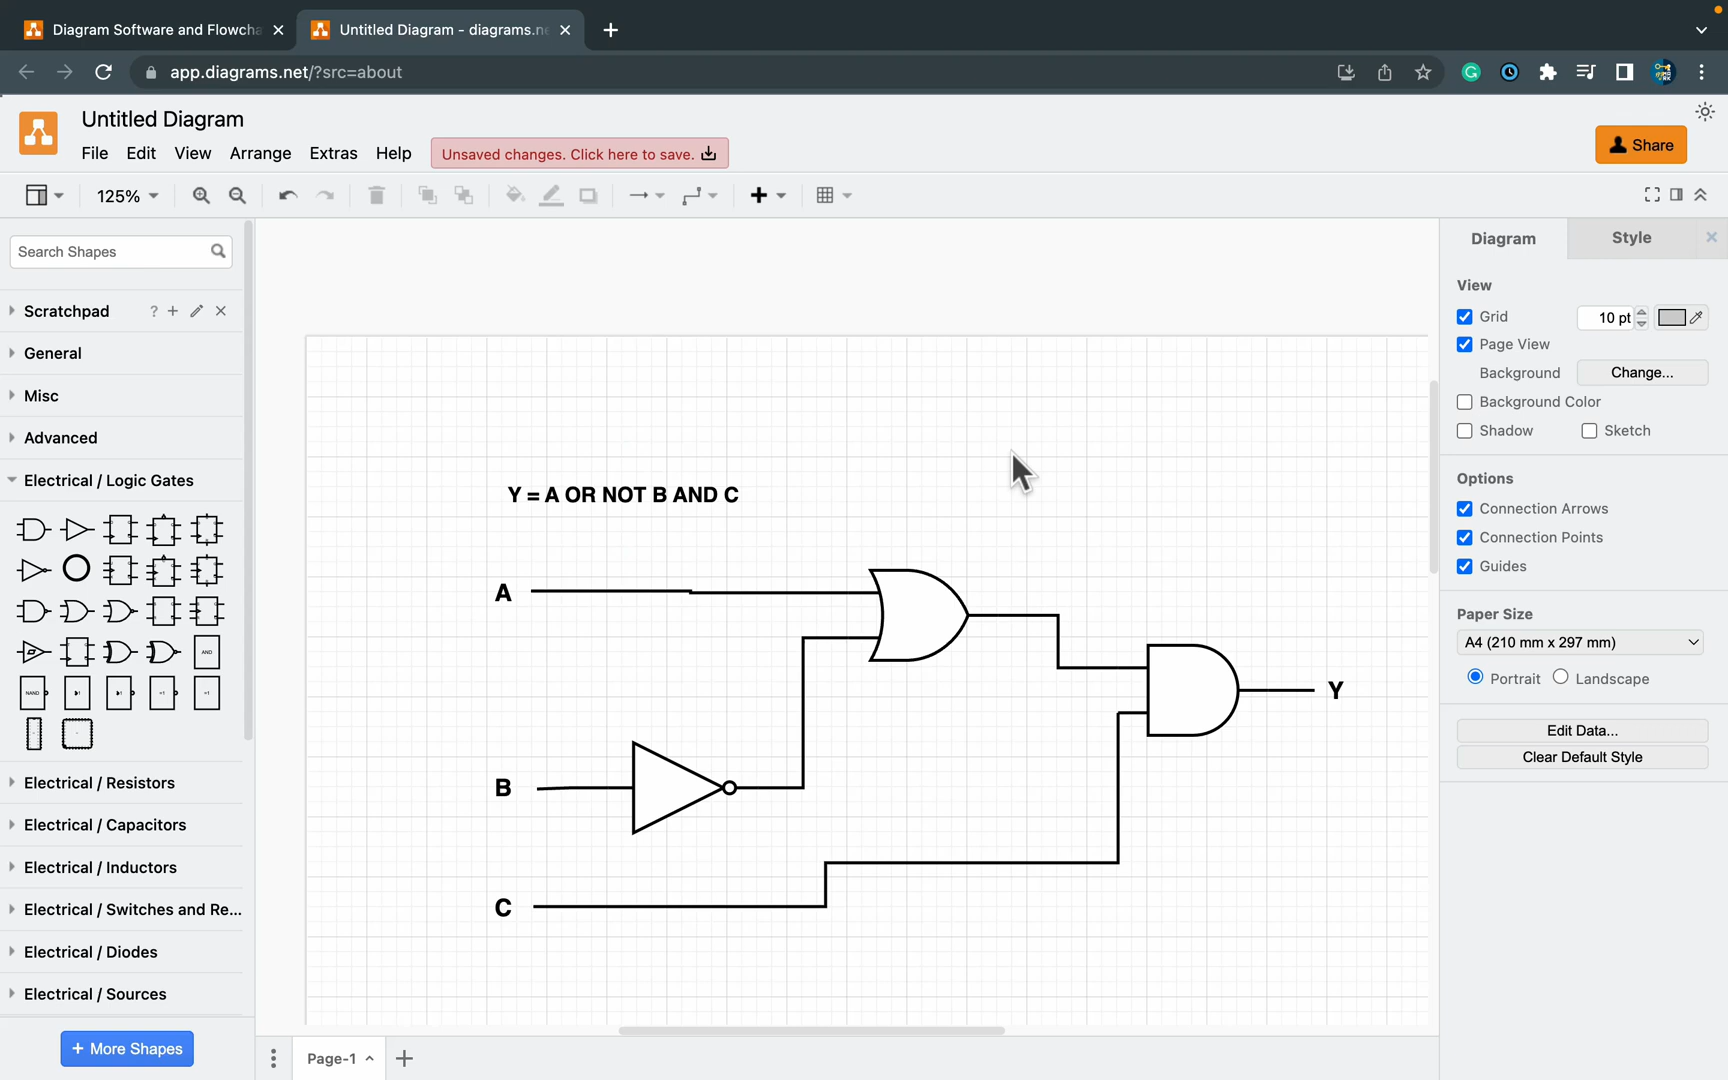 Diagram Software and Flowcha
Untitled Diagram - diagrams.ne
app.diagrams.net/?src=about
Untitled Diagram
File Edit View Arrange Extras Help
Unsaved changes. Click here to save.
Share
125%
Search Shapes
Scratchpad ?
General
Misc
Advanced
Electrical / Logic Gates
AND
NAND
Electrical / Resistors
Electrical / Capacitors
Electrical / Inductors
Electrical / Switches and Re...
Electrical / Diodes
Electrical / Sources
+ More Shapes
Y = A OR NOT B AND C
A
B
C
Y
Page-1
Diagram Style
View
Grid 10 pt
Page View
Background Change...
Background Color
Shadow Sketch
Options
Connection Arrows
Connection Points
Guides
Paper Size
A4 (210 mm x 297 mm)
Portrait Landscape
Edit Data...
Clear Default Style